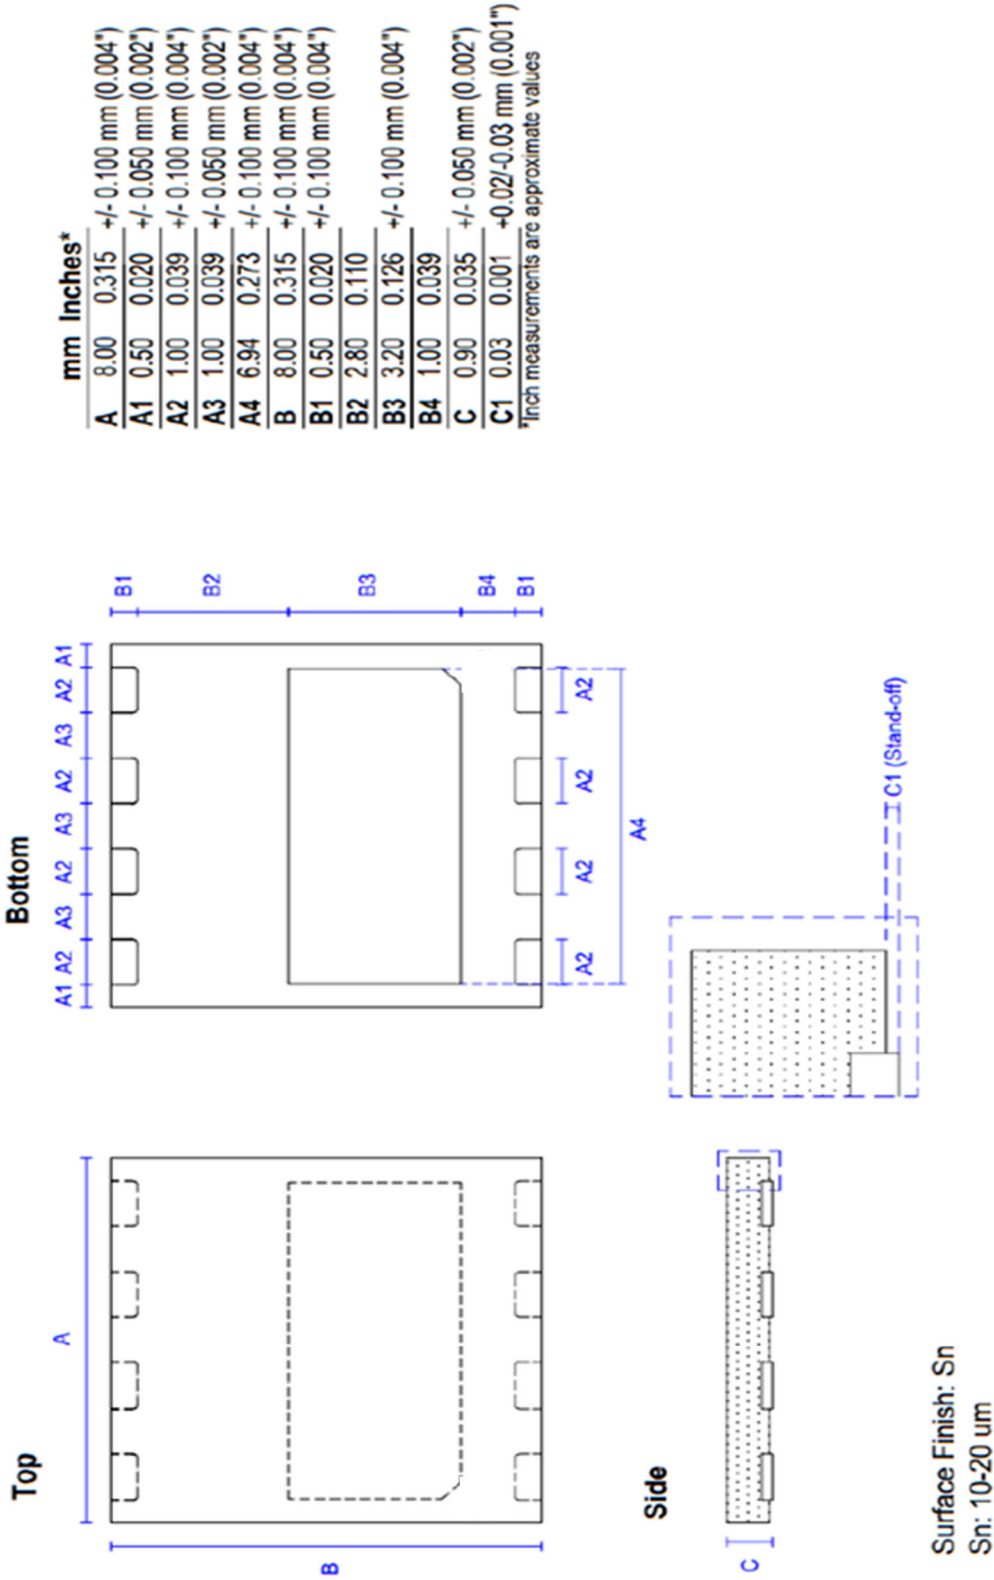 Top
A
B
Bottom
A1 A2 A3 A2 A3 A2 A3 A2 A1
B1
B2
B3
B4
B1
A2 A2 A2 A2
A4
mm Inches*
A 8.00 0.315 +/- 0.100 mm (0.004")
A1 0.50 0.020 +/- 0.050 mm (0.002")
A2 1.00 0.039 +/- 0.100 mm (0.004")
A3 1.00 0.039 +/- 0.050 mm (0.002")
A4 6.94 0.273 +/- 0.100 mm (0.004")
B 8.00 0.315 +/- 0.100 mm (0.004")
B1 0.50 0.020 +/- 0.100 mm (0.004")
B2 2.80 0.110
B3 3.20 0.126 +/- 0.100 mm (0.004")
B4 1.00 0.039
C 0.90 0.035 +/- 0.050 mm (0.002")
C1 0.03 0.001 +0.02/-0.03 mm (0.001")
*Inch measurements are approximate values
Side
C
C1 (Stand-off)
Surface Finish: Sn
Sn: 10-20 um